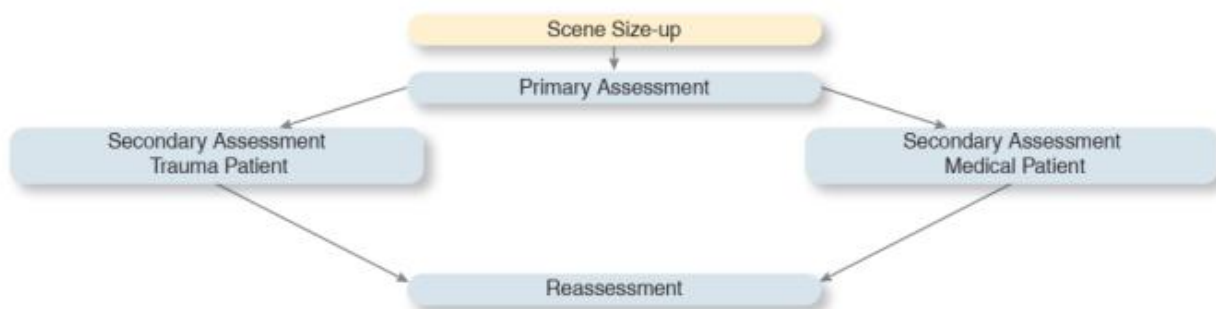 Scene Size-up
Primary Assessment
Secondary Assessment
Trauma Patient
Secondary Assessment
Medical Patient
Reassessment